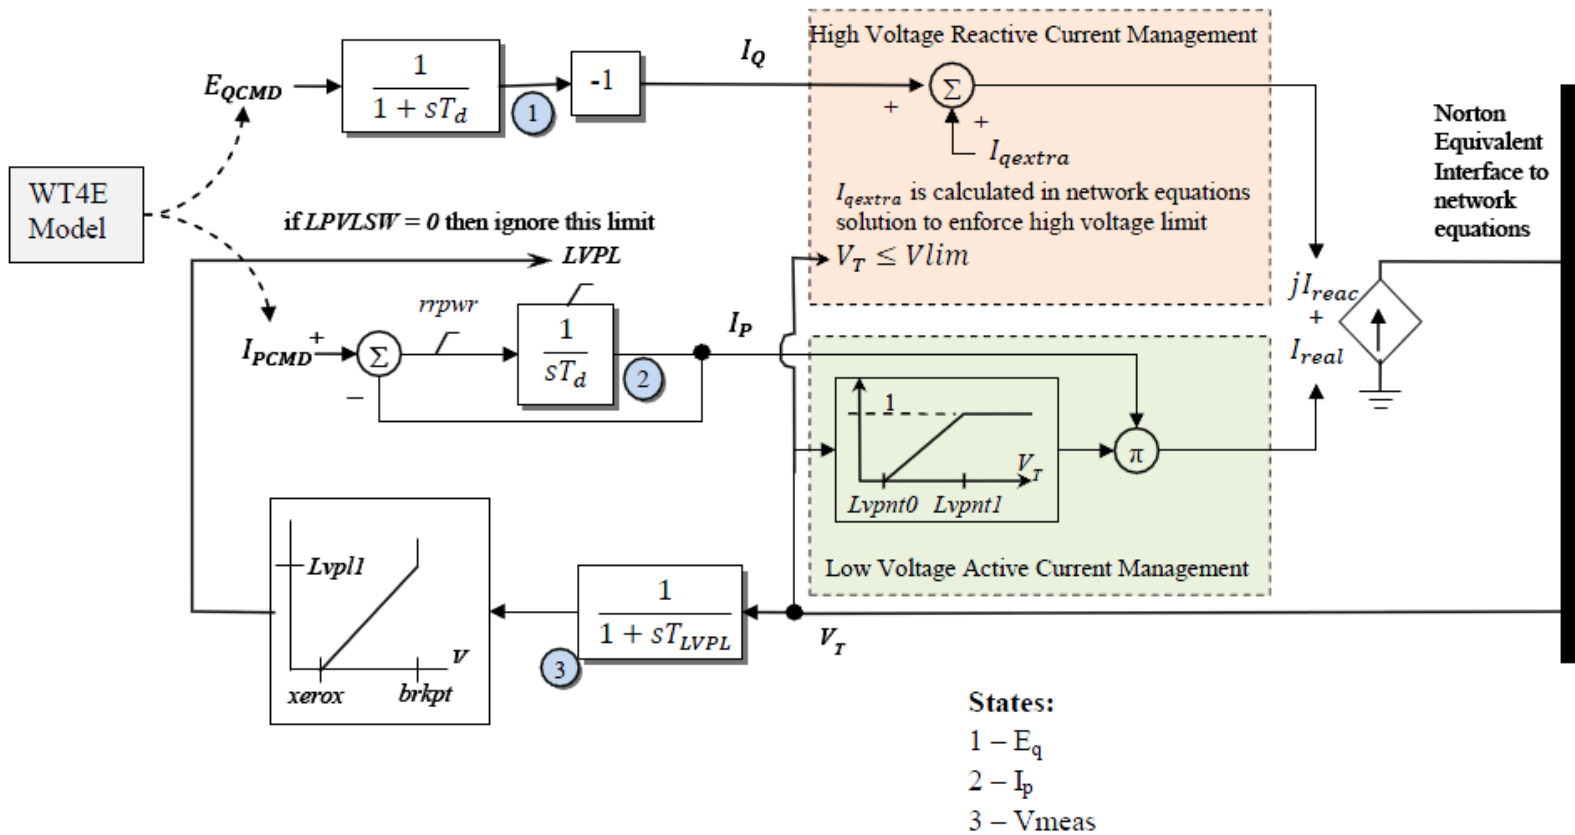 High Voltage Reactive Current Management
E_QCMD
1
1 + sT_d
1
-1
I_Q
+
Σ
+
I_qextra
I_qextra is calculated in network equations
solution to enforce high voltage limit
V_T ≤ Vlim
Norton
Equivalent
Interface to
network
equations
WT4E
Model
if LPVLSW = 0 then ignore this limit
LVPL
I_PCMD
+
Σ
−
rrpwr
1
sT_d
2
I_P
jI_reac
+
I_real
1
V_T
Lvpnt0
Lvpnt1
π
Low Voltage Active Current Management
Lvpl1
V
xerox
brkpt
1
1 + sT_LVPL
3
V_T
States:
1 – E_q
2 – I_p
3 – Vmeas